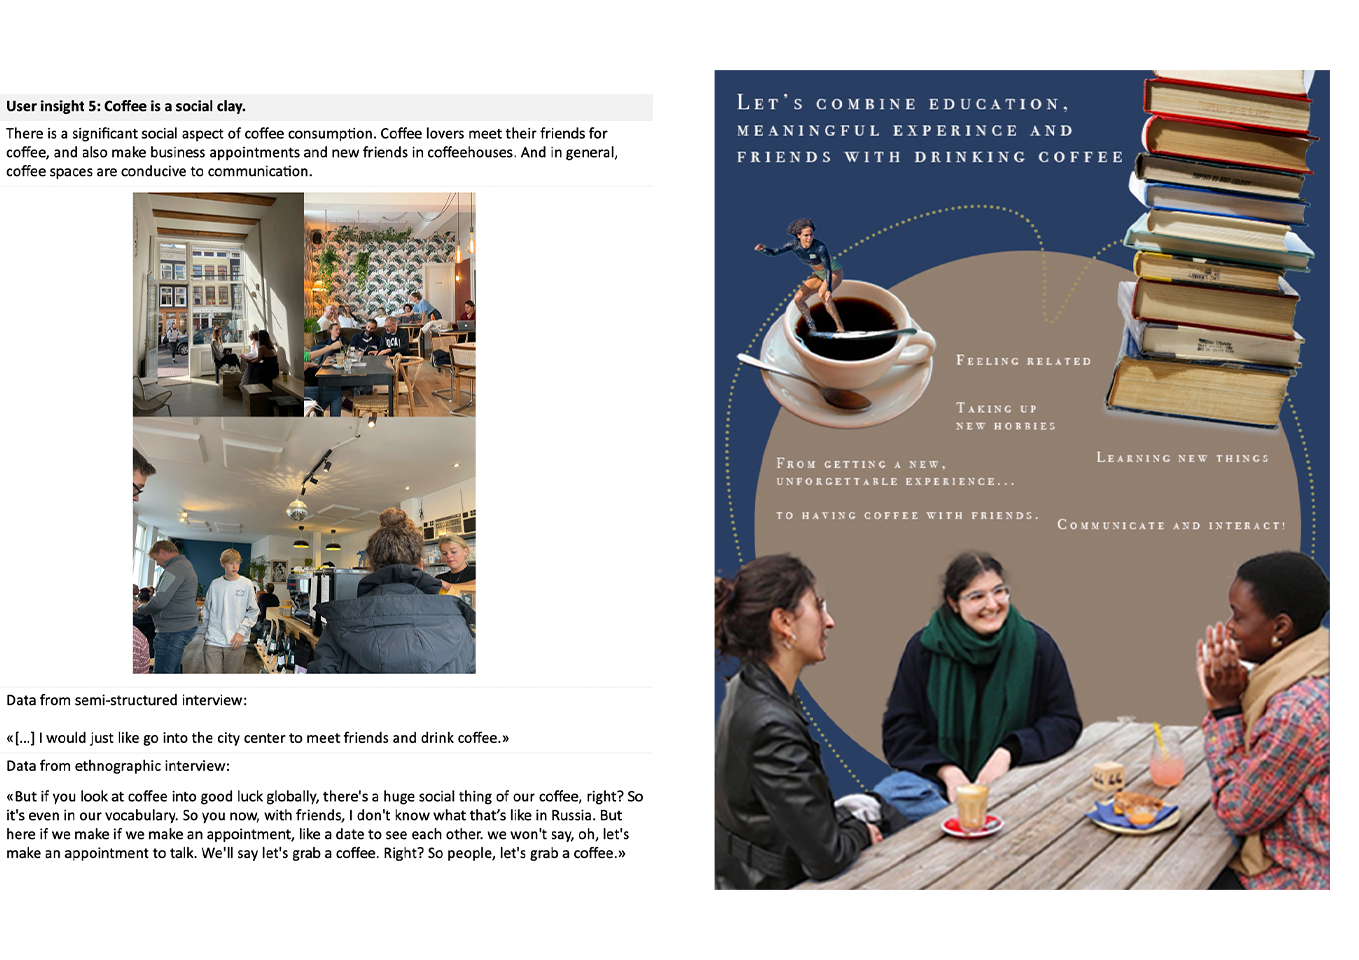 User insight 5: Coffee is a social clay.
There is a significant social aspect of coffee consumption. Coffee lovers meet their friends for
coffee, and also make business appointments and new friends in coffeehouses. And in general,
coffee spaces are conducive to communication.
Data from semi-structured interview:
«[...] I would just like go into the city center to meet friends and drink coffee.»
Data from ethnographic interview:
«But if you look at coffee into good luck globally, there's a huge social thing of our coffee, right? So
it's even in our vocabulary. So you now, with friends, I don't know what that's like in Russia. But
here if we make if we make an appointment, like a date to see each other. we won't say, oh, let's
make an appointment to talk. We'll say let's grab a coffee. Right? So people, let's grab a coffee.»
Let's combine education,
meaningful experince and
friends with drinking coffee
Feeling related
Taking up
new hobbies
Learning new things
From getting a new,
unforgettable experience...
to having coffee with friends.
Communicate and interact!